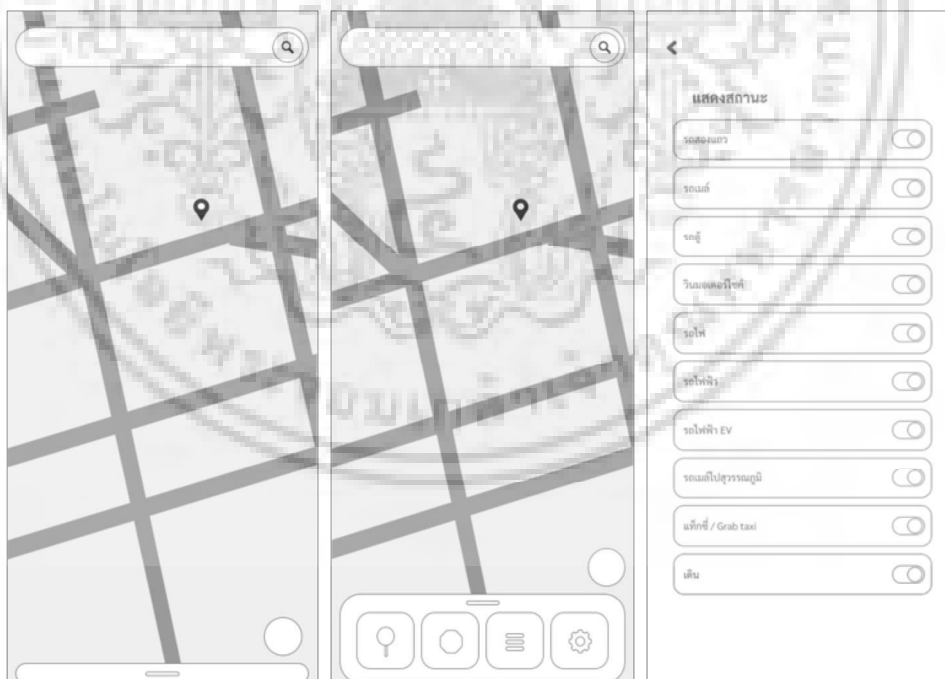 แสดงสถานะ
รถสองแถว
รถเมล์
รถตู้
วินมอเตอร์ไซค์
รถไฟ
รถไฟฟ้า
รถไฟฟ้า EV
รถเมล์ไปสุวรรณภูมิ
แท็กซี่ / Grab taxi
เดิน